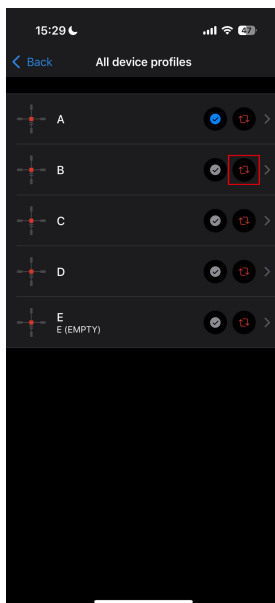 15:29
47
Back
All device profiles
A
B
C
D
E
E (EMPTY)